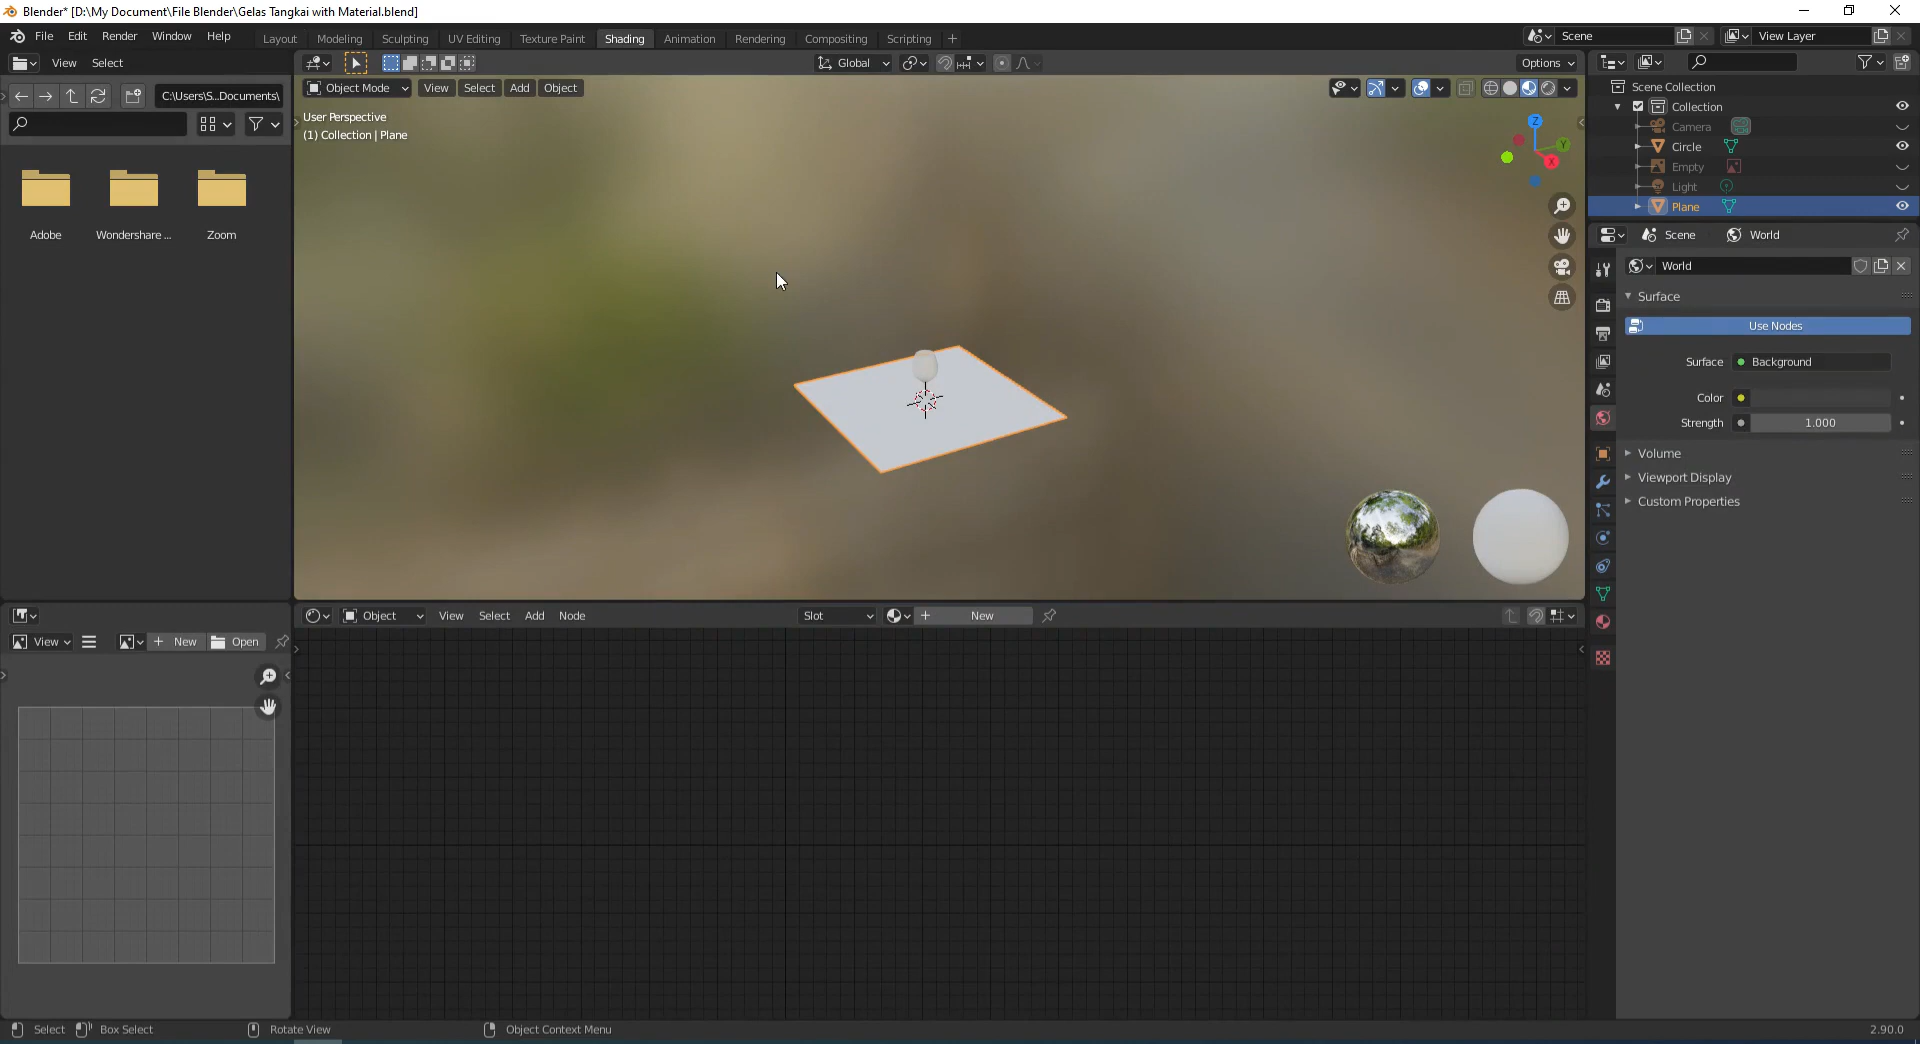 Blender* [D:\My Document\File Blender\Gelas Tangkai with Material.blend]
File Edit Render Window Help
Layout Modeling Sculpting UV Editing Texture Paint Shading Animation Rendering Compositing Scripting +
Scene
View Layer
View Select
Global
Options
C:\Users\S...Documents\
Object Mode View Select Add Object
User Perspective
(1) Collection | Plane
Z
Y
X
Adobe
Wondershare ...
Zoom
Scene Collection
Collection
Camera
Circle
Empty
Light
Plane
Scene World
World
Surface
Use Nodes
Surface Background
Color
Strength 1.000
Volume
Viewport Display
Custom Properties
Object View Select Add Node Slot New
View New Open
Select Box Select Rotate View Object Context Menu 2.90.0